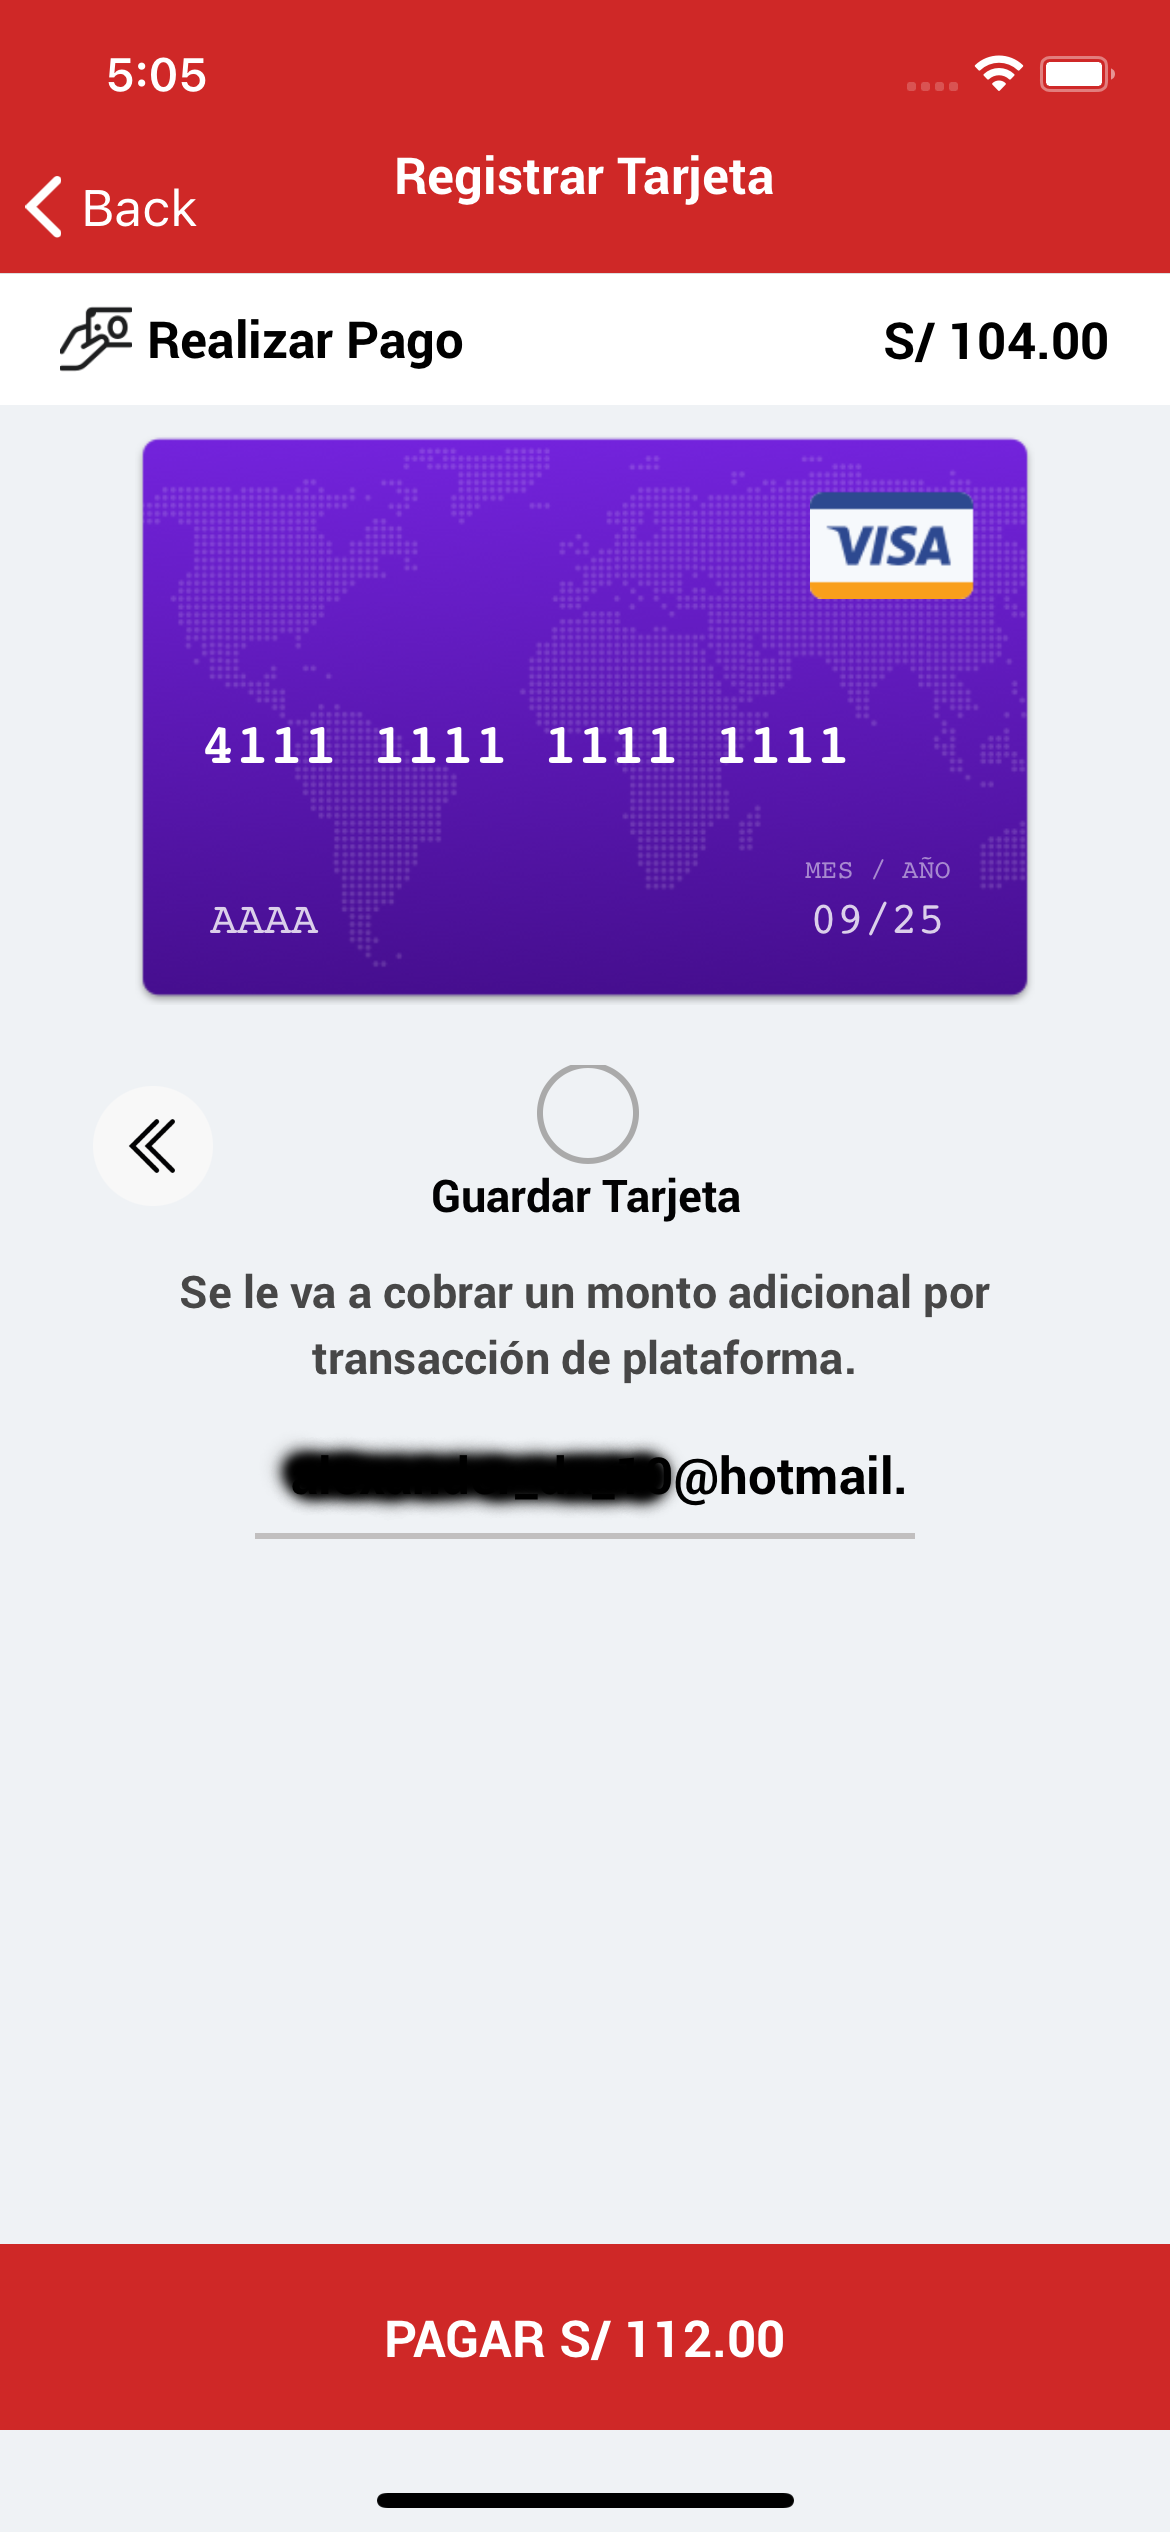 5:05
Back
Registrar Tarjeta
Realizar Pago
S/ 104.00
VISA
4111 1111 1111 1111
MES / AÑO
AAAA
09/25
Guardar Tarjeta
Se le va a cobrar un monto adicional por
transacción de plataforma.
@hotmail.
PAGAR S/ 112.00